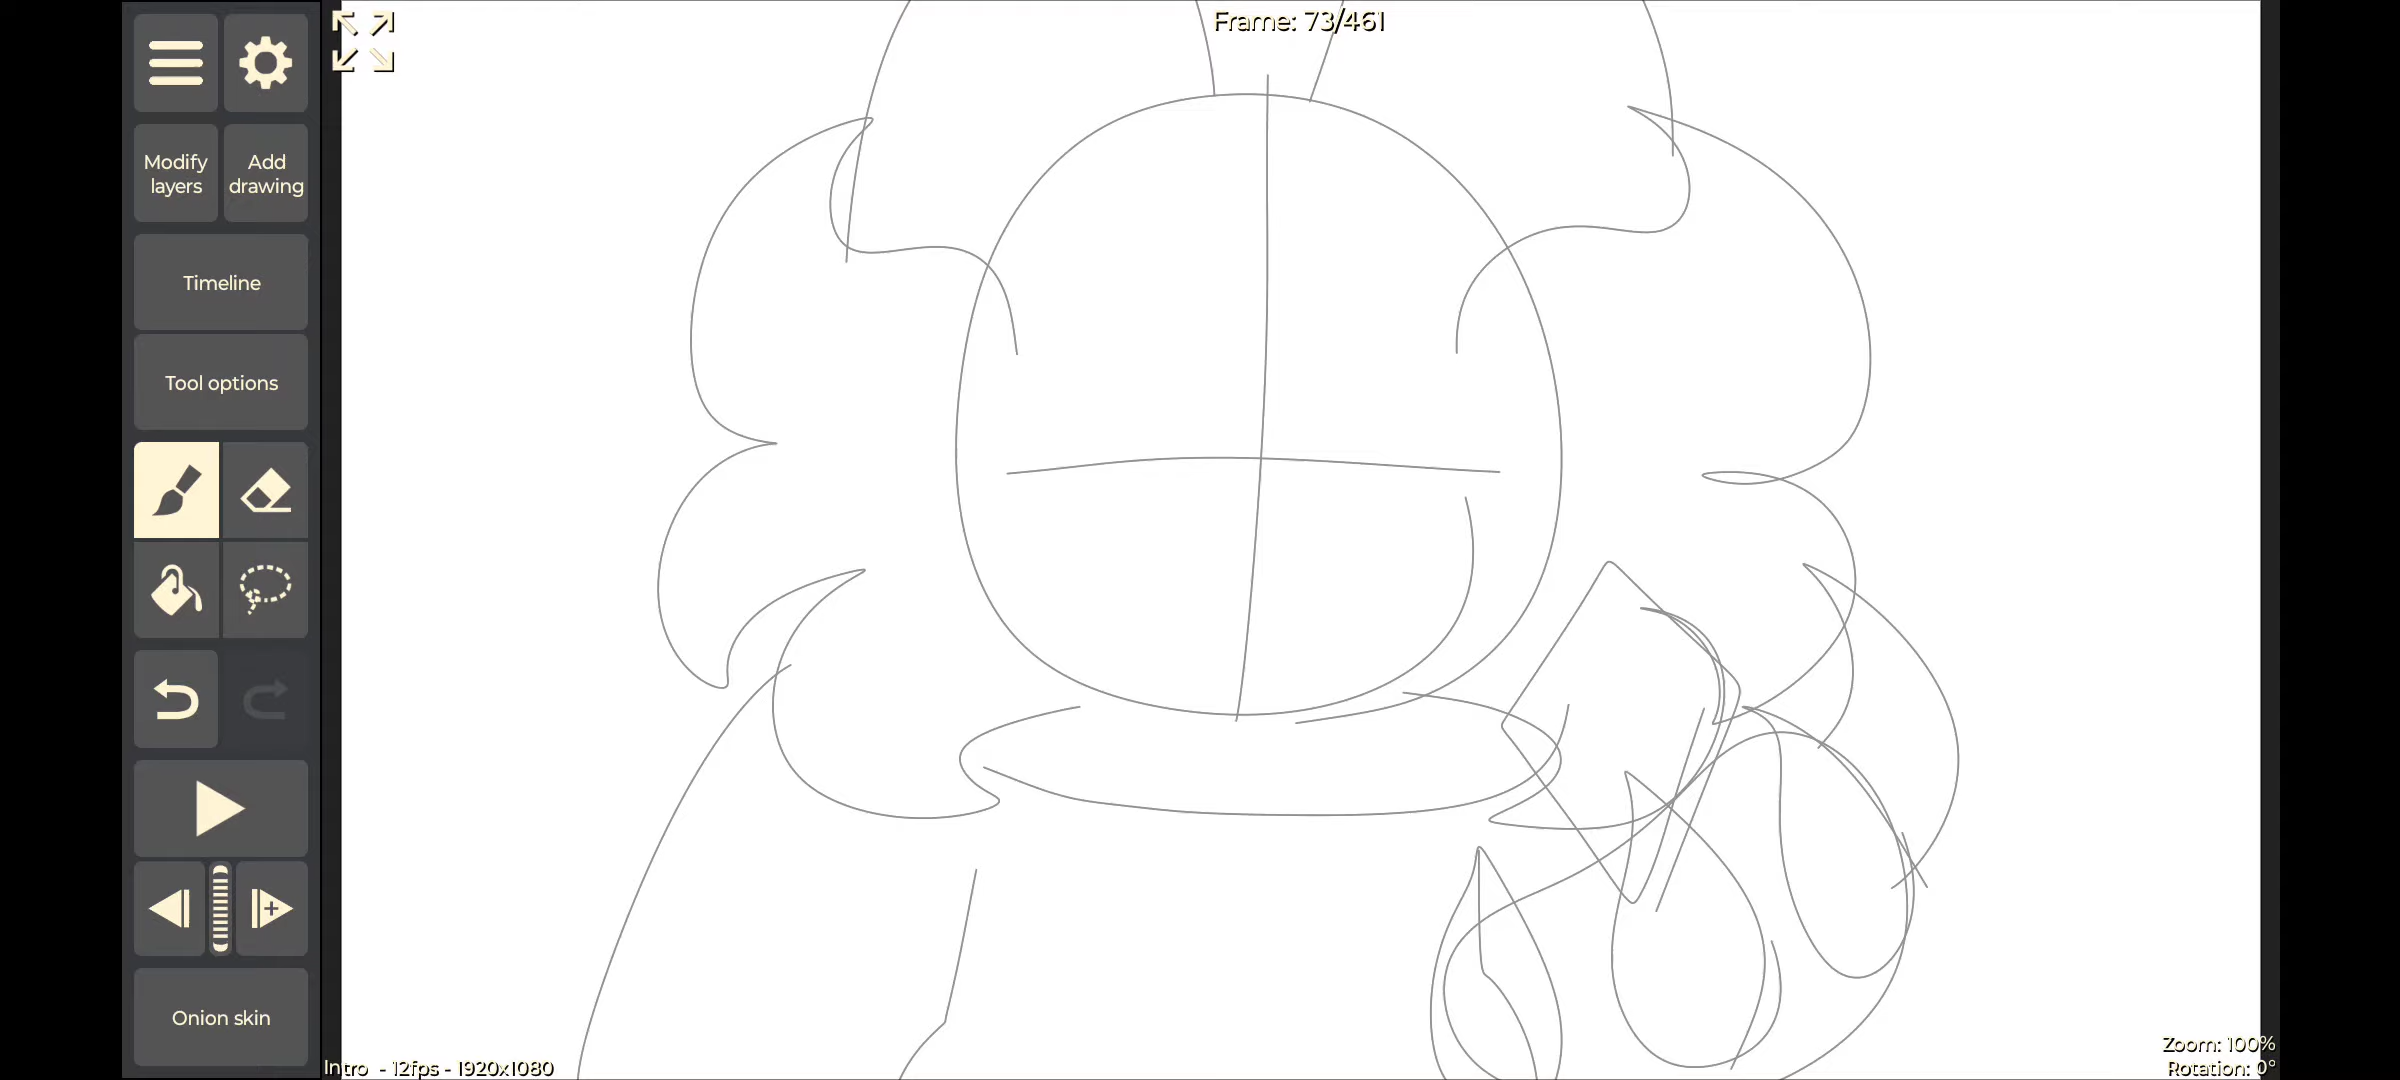 Frame: 73/461
Modify
layers
Add
drawing
Timeline
Tool options
Onion skin
Intro - 12fps - 1920x1080
Zoom: 100%
Rotation: 0°